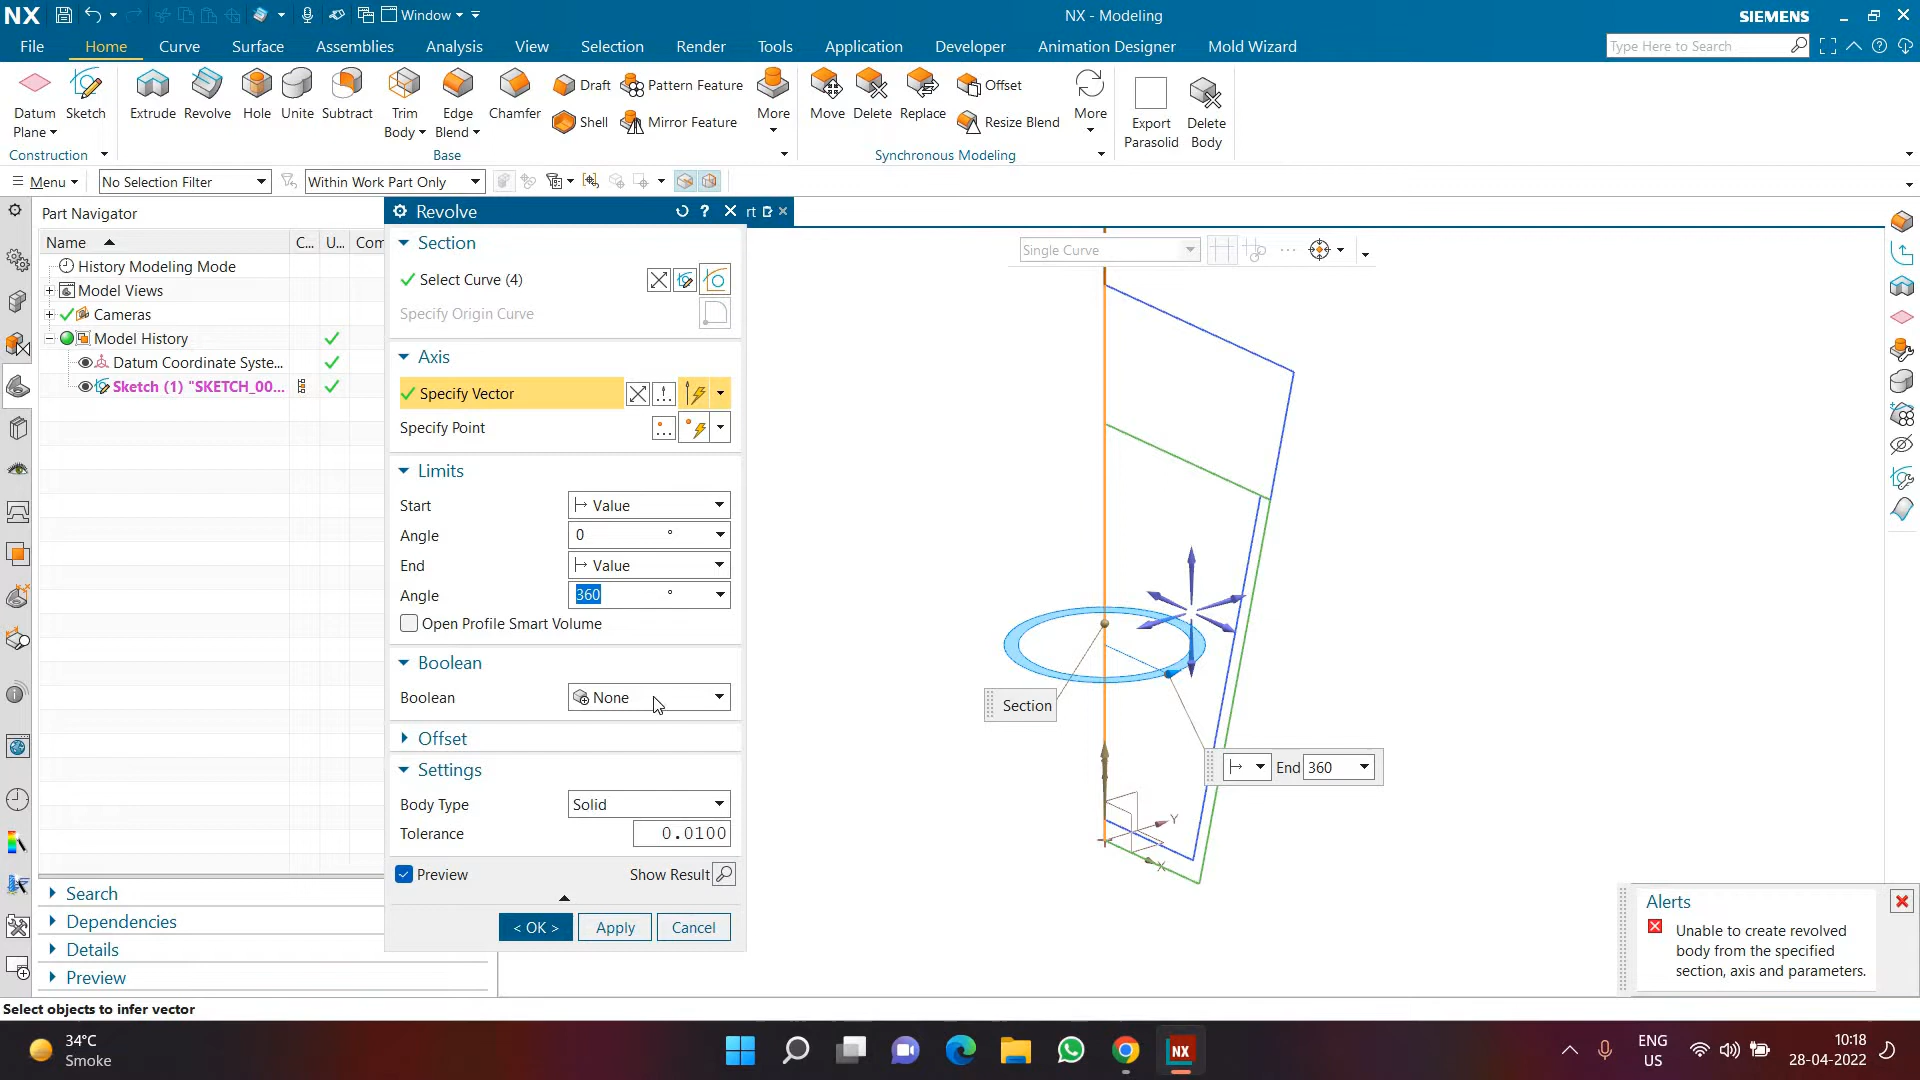 NX
Window
NX - Modeling
SIEMENS
File
Home
Curve
Surface
Assemblies
Analysis
View
Selection
Render
Tools
Application
Developer
Animation Designer
Mold Wizard
Type Here to Search
Datum Plane
Sketch
Extrude
Revolve
Hole
Unite
Subtract
Trim Body
Edge Blend
Chamfer
Draft
Shell
Pattern Feature
Mirror Feature
More
Move
Delete
Replace
Offset
Resize Blend
More
Export Parasolid
Delete Body
Construction
Base
Synchronous Modeling
Menu
No Selection Filter
Within Work Part Only
Part Navigator
Name
C...
U...
Com
History Modeling Mode
Model Views
Cameras
Model History
Datum Coordinate Syste...
Sketch (1) "SKETCH_00...
Search
Dependencies
Details
Preview
Revolve
rt
Section
Select Curve (4)
Specify Origin Curve
Axis
Specify Vector
Specify Point
Limits
Start
Value
Angle
0 °
End
Value
Angle
360 °
Open Profile Smart Volume
Boolean
Boolean
None
Offset
Settings
Body Type
Solid
Tolerance
0.0100
Preview
Show Result
< OK >
Apply
Cancel
Single Curve
Section
End 360
Y
X
Alerts
Unable to create revolved
body from the specified
section, axis and parameters.
Select objects to infer vector
34°C
Smoke
NX
ENG
US
10:18
28-04-2022